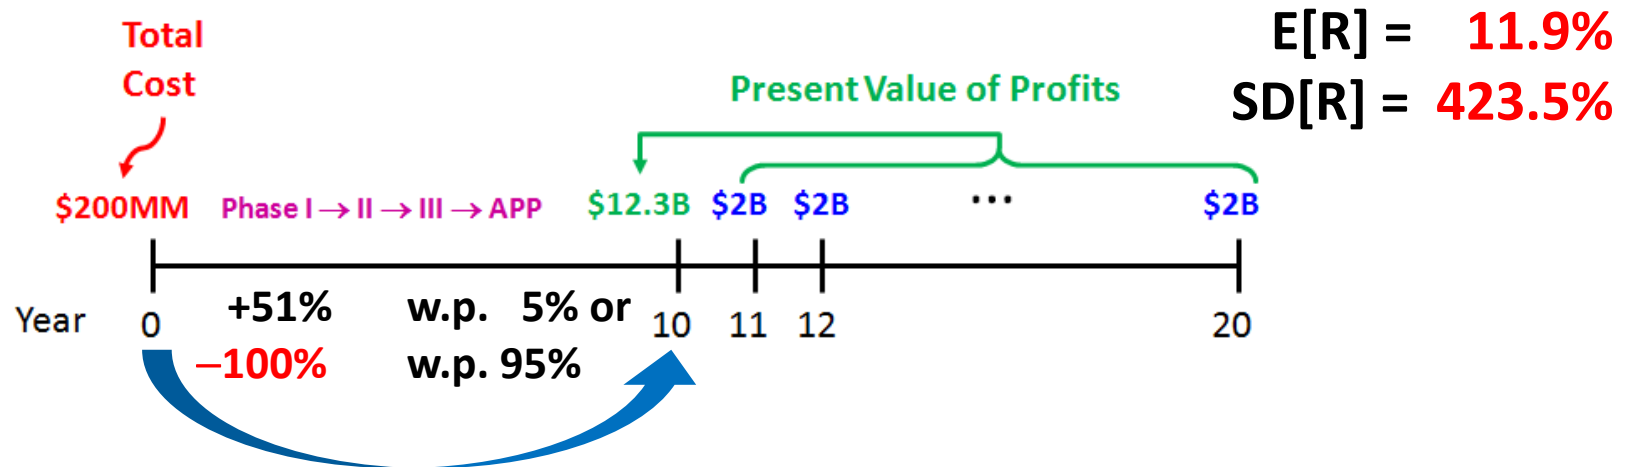 Total
Cost
E[R] = 11.9%
SD[R] = 423.5%
Present Value of Profits
$200MM Phase I → II → III → APP $12.3B $2B $2B ... $2B
+51% w.p. 5% or
−100% w.p. 95%
Year 0 10 11 12 20